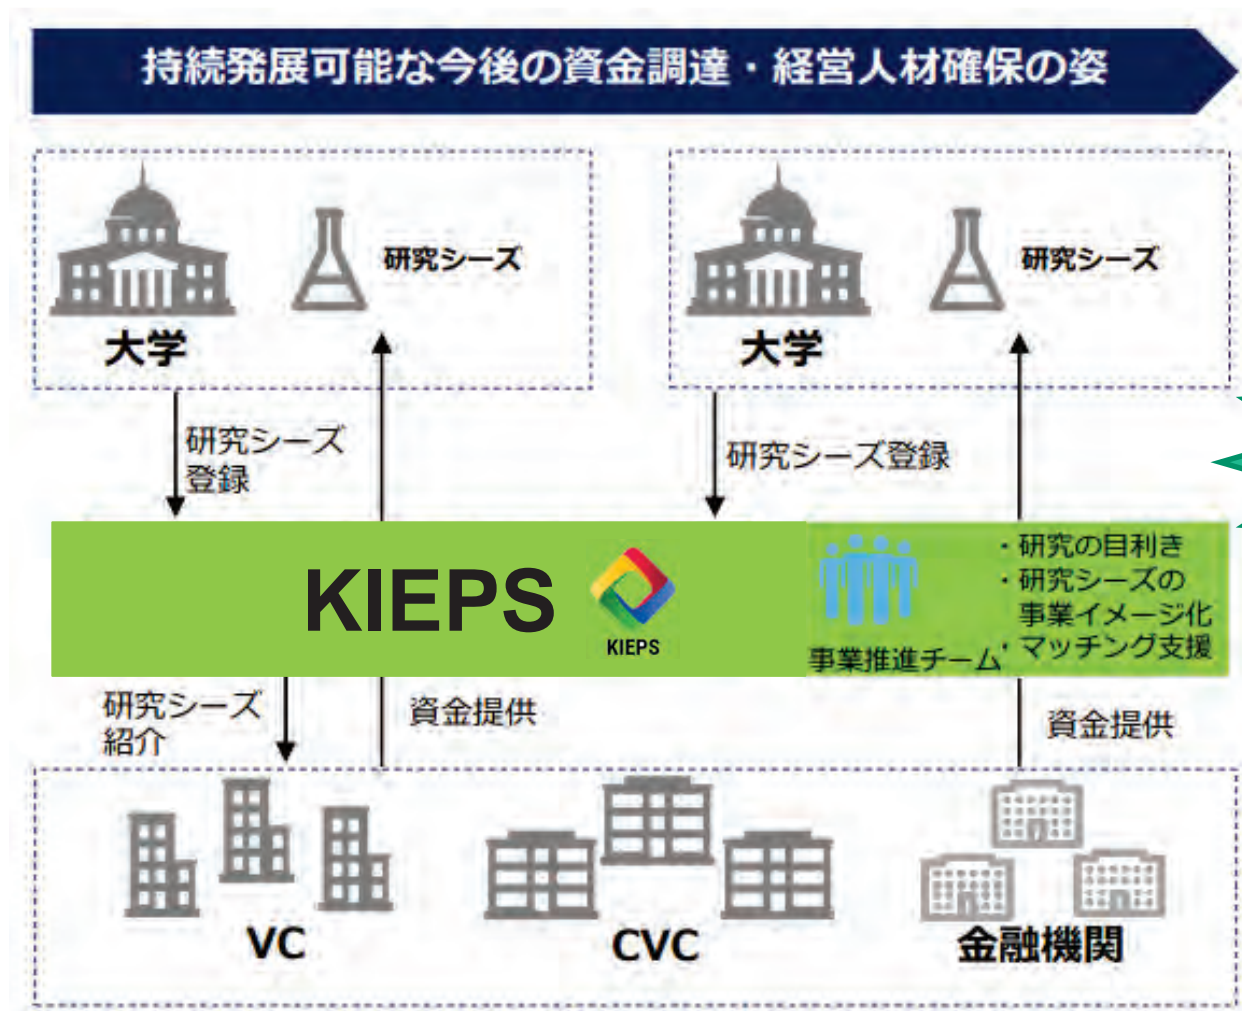 持続発展可能な今後の資金調達・経営人材確保の姿
研究シーズ
大学
研究シーズ
大学
研究シーズ
登録
研究シーズ登録
KIEPS
KIEPS
事業推進チーム
・研究の目利き
・研究シーズの
事業イメージ化
・マッチング支援
研究シーズ
紹介
資金提供
資金提供
VC
CVC
金融機関